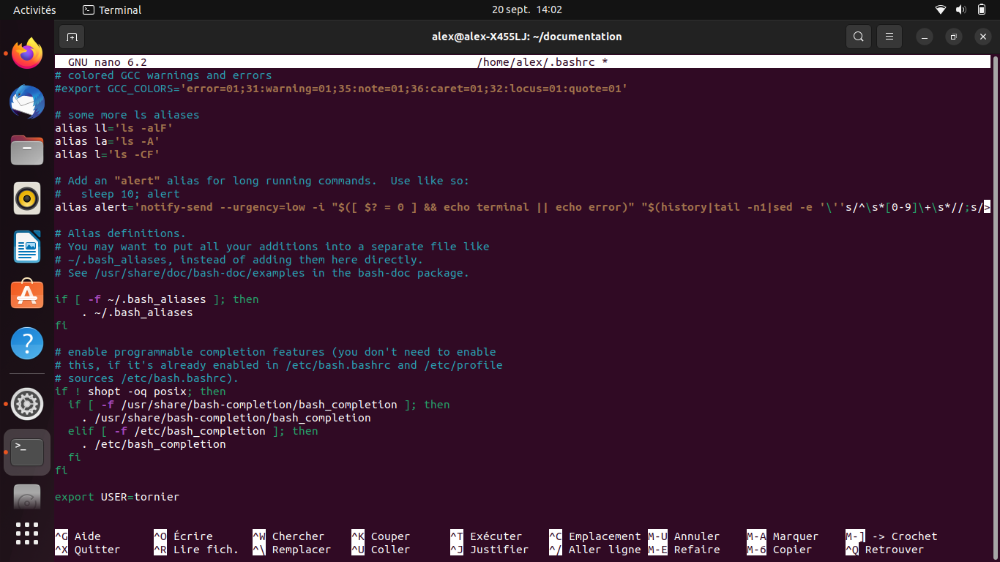 Activités
Terminal
20 sept. 14:02
alex@alex-X455LJ: ~/documentation
GNU nano 6.2 /home/alex/.bashrc *
# colored GCC warnings and errors
#export GCC_COLORS='error=01;31:warning=01;35:note=01;36:caret=01;32:locus=01:quote=01'
# some more ls aliases
alias ll='ls -alF'
alias la='ls -A'
alias l='ls -CF'
# Add an "alert" alias for long running commands.  Use like so:
#   sleep 10; alert
alias alert='notify-send --urgency=low -i "$([ $? = 0 ] && echo terminal || echo error)" "$(history|tail -n1|sed -e '\''s/^\s*[0-9]\+\s*//;s/>
# Alias definitions.
# You may want to put all your additions into a separate file like
# ~/.bash_aliases, instead of adding them here directly.
# See /usr/share/doc/bash-doc/examples in the bash-doc package.
if [ -f ~/.bash_aliases ]; then
    . ~/.bash_aliases
fi
# enable programmable completion features (you don't need to enable
# this, if it's already enabled in /etc/bash.bashrc and /etc/profile
# sources /etc/bash.bashrc).
if ! shopt -oq posix; then
  if [ -f /usr/share/bash-completion/bash_completion ]; then
    . /usr/share/bash-completion/bash_completion
  elif [ -f /etc/bash_completion ]; then
    . /etc/bash_completion
  fi
fi
export USER=tornier
^G Aide ^O Écrire ^W Chercher ^K Couper ^T Exécuter ^C Emplacement M-U Annuler M-A Marquer M-] -> Crochet
^X Quitter ^R Lire fich. ^\ Remplacer ^U Coller ^J Justifier ^/ Aller ligne M-E Refaire M-6 Copier ^Q Retrouver